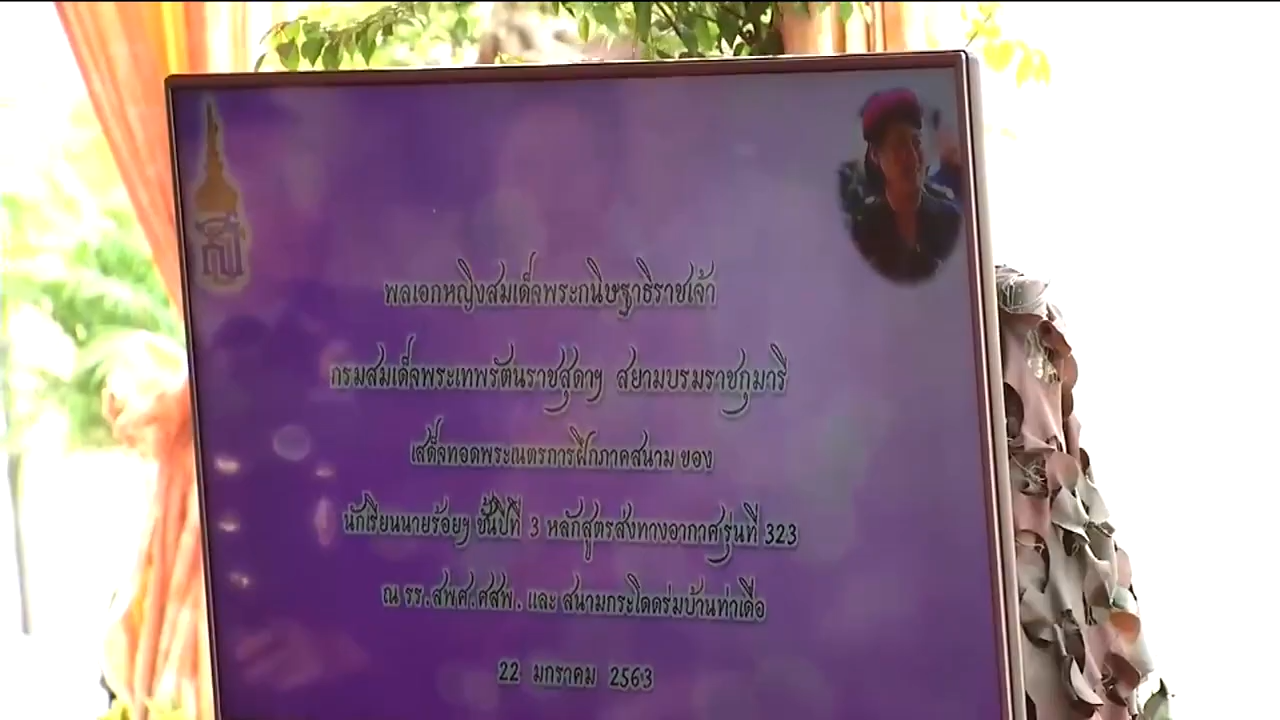 พลเอกหญิงสมเด็จพระกนิษฐาธิราชเจ้า
กรมสมเด็จพระเทพรัตนราชสุดาฯ สยามบรมราชกุมารี
เสด็จทอดพระเนตรการฝึกภาคสนาม ของ
นักเรียนนายร้อยฯ ชั้นปีที่ 3 หลักสูตรส่งทางอากาศรุ่นที่ 323
ณ รร.สพศ.ศสพ. และ สนามกระโดดร่มบ้านท่าเดื่อ
22 มกราคม 2563